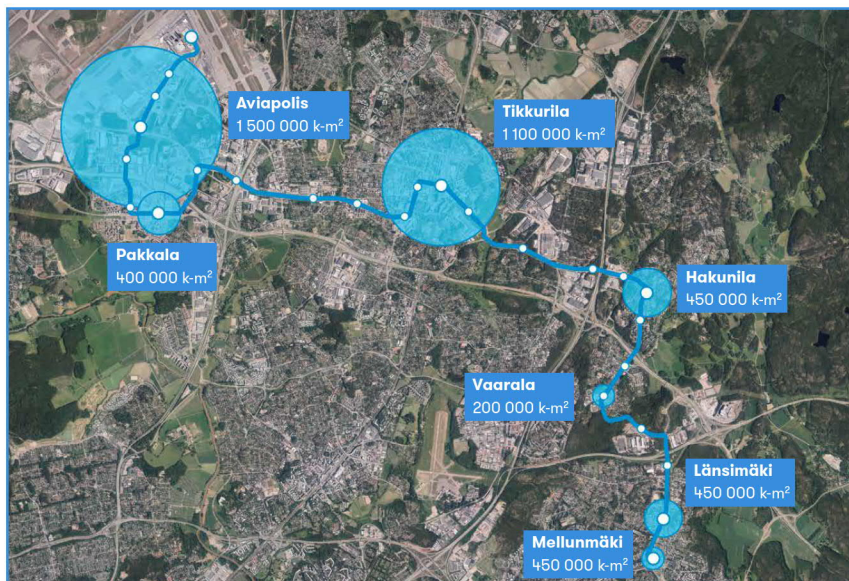 Aviapolis
1 500 000 k-m²
Tikkurila
1 100 000 k-m²
Pakkala
400 000 k-m²
Hakunila
450 000 k-m²
Vaarala
200 000 k-m²
Länsimäki
450 000 k-m²
Mellunmäki
450 000 k-m²